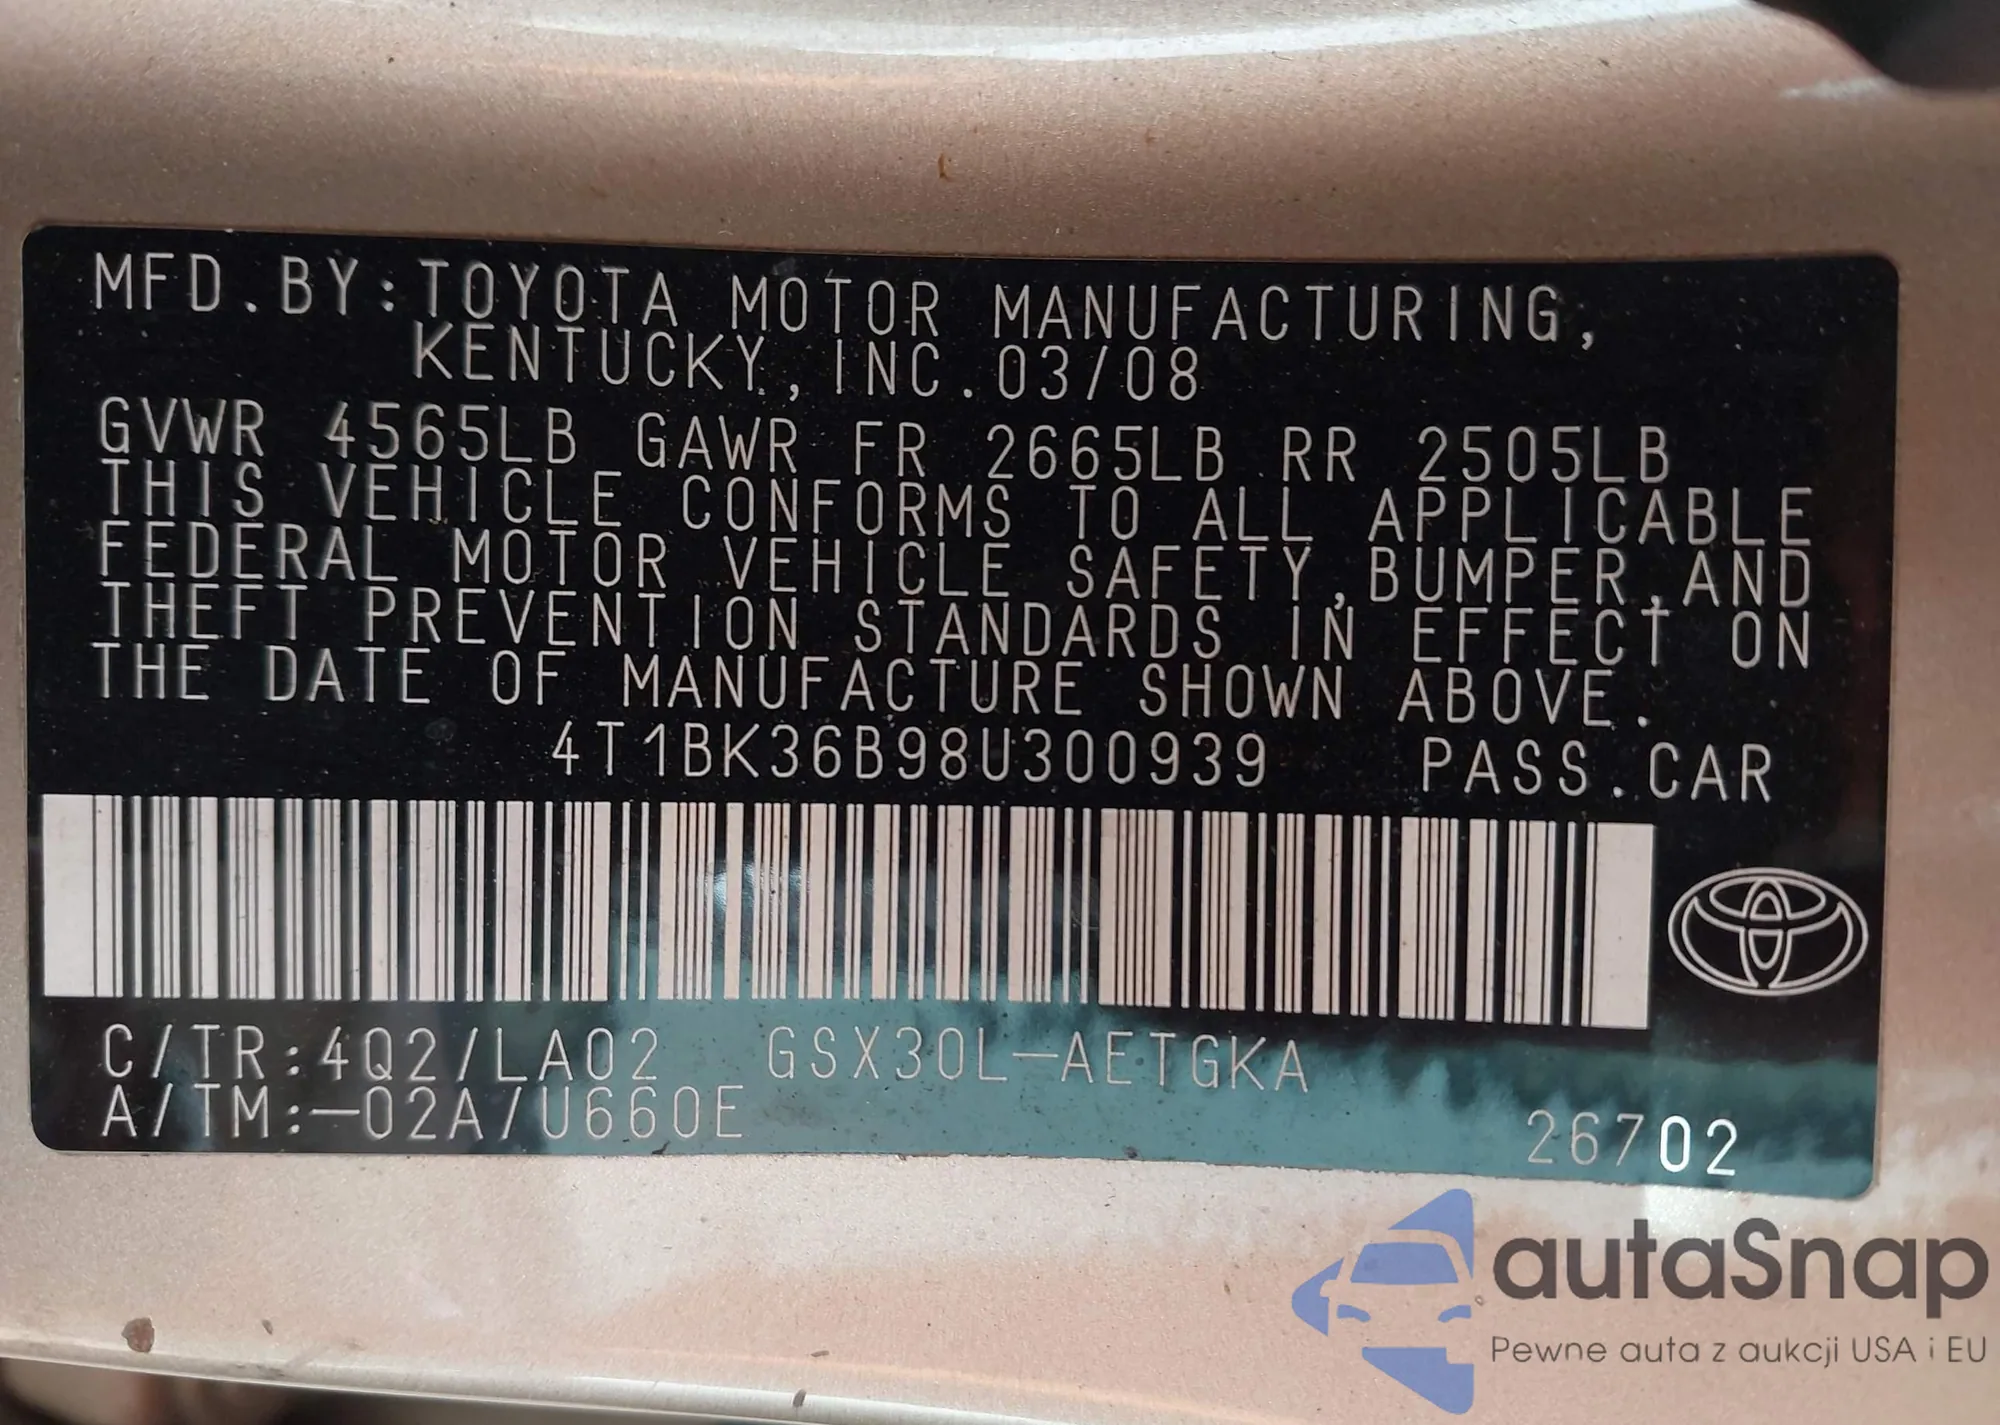 MFD.BY:TOYOTA MOTOR MANUFACTURING,
KENTUCKY,INC.03/08
GVWR 4565LB GAWR FR 2665LB RR 2505LB
THIS VEHICLE CONFORMS TO ALL APPLICABLE
FEDERAL MOTOR VEHICLE SAFETY,BUMPER,AND
THEFT PREVENTION STANDARDS IN EFFECT ON
THE DATE OF MANUFACTURE SHOWN ABOVE.
4T1BK36B98U300939 PASS.CAR
C/TR:4Q2/LA02 GSX30L-AETGKA
A/TM:-02A/U660E
26702
autaSnap
Pewne auta z aukcji USA i EU